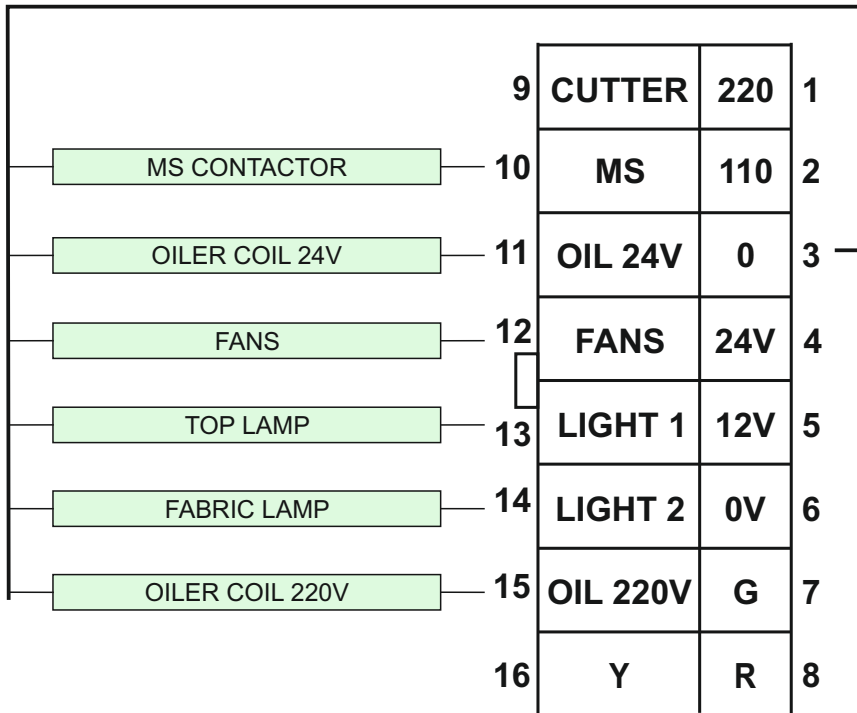 9 CUTTER 220 1
MS CONTACTOR 10 MS 110 2
OILER COIL 24V 11 OIL 24V 0 3
FANS 12 FANS 24V 4
TOP LAMP 13 LIGHT 1 12V 5
FABRIC LAMP 14 LIGHT 2 0V 6
OILER COIL 220V 15 OIL 220V G 7
16 Y R 8